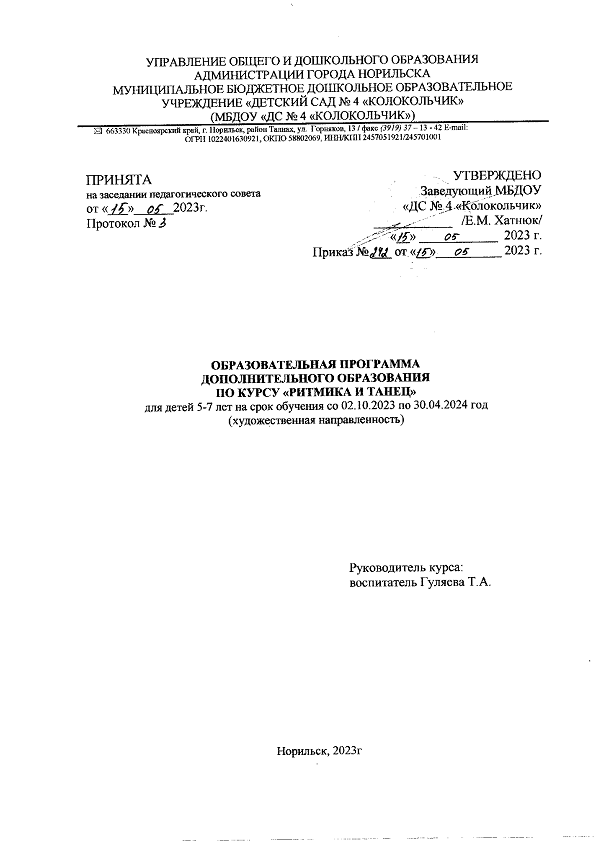 УПРАВЛЕНИЕ ОБЩЕГО И ДОШКОЛЬНОГО ОБРАЗОВАНИЯ
АДМИНИСТРАЦИИ ГОРОДА НОРИЛЬСКА
МУНИЦИПАЛЬНОЕ БЮДЖЕТНОЕ ДОШКОЛЬНОЕ ОБРАЗОВАТЕЛЬНОЕ
УЧРЕЖДЕНИЕ «ДЕТСКИЙ САД № 4 «КОЛОКОЛЬЧИК»
(МБДОУ «ДС № 4 «КОЛОКОЛЬЧИК»)
663330 Красноярский край, г. Норильск, район Талнах, ул. Горняков, 13 / факс (3919) 37 – 13 - 42 E-mail:
ОГРН 1022401630921, ОКПО 58802069, ИНН/КПП 2457051921/245701001
ПРИНЯТА
на заседании педагогического совета
от «15» 05 2023г.
Протокол № 3
УТВЕРЖДЕНО
Заведующий МБДОУ
«ДС № 4 «Колокольчик»
/Е.М. Хатнюк/
«15» 05 2023 г.
Приказ № 242 от «15» 05 2023 г.
ОБРАЗОВАТЕЛЬНАЯ ПРОГРАММА
ДОПОЛНИТЕЛЬНОГО ОБРАЗОВАНИЯ
ПО КУРСУ «РИТМИКА И ТАНЕЦ»
для детей 5-7 лет на срок обучения со 02.10.2023 по 30.04.2024 год
(художественная направленность)
Руководитель курса:
воспитатель Гуляева Т.А.
Норильск, 2023г